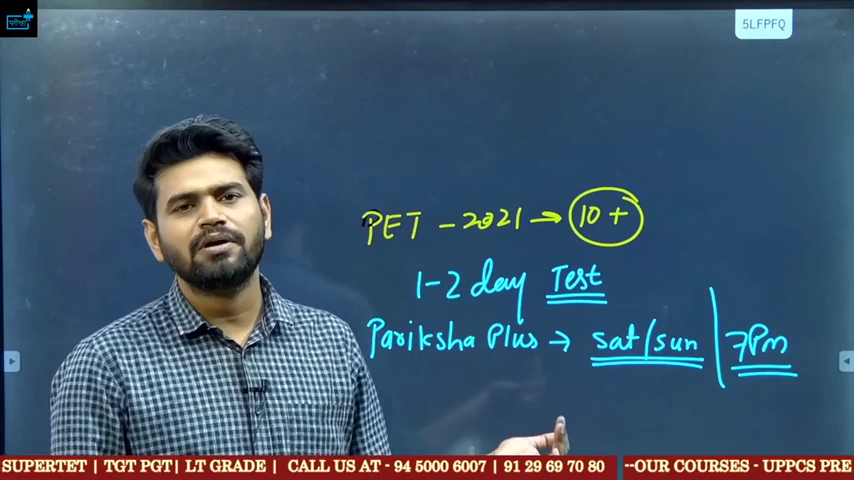 परीक्षा
5LFPFQ
PET - 2021 → 10+
1-2 day Test
Pariksha Plus → sat/sun | 7Pm
SUPERTET | TGT PGT| LT GRADE | CALL US AT - 94 5000 6007 | 91 29 69 70 80 --OUR COURSES - UPPCS PRE